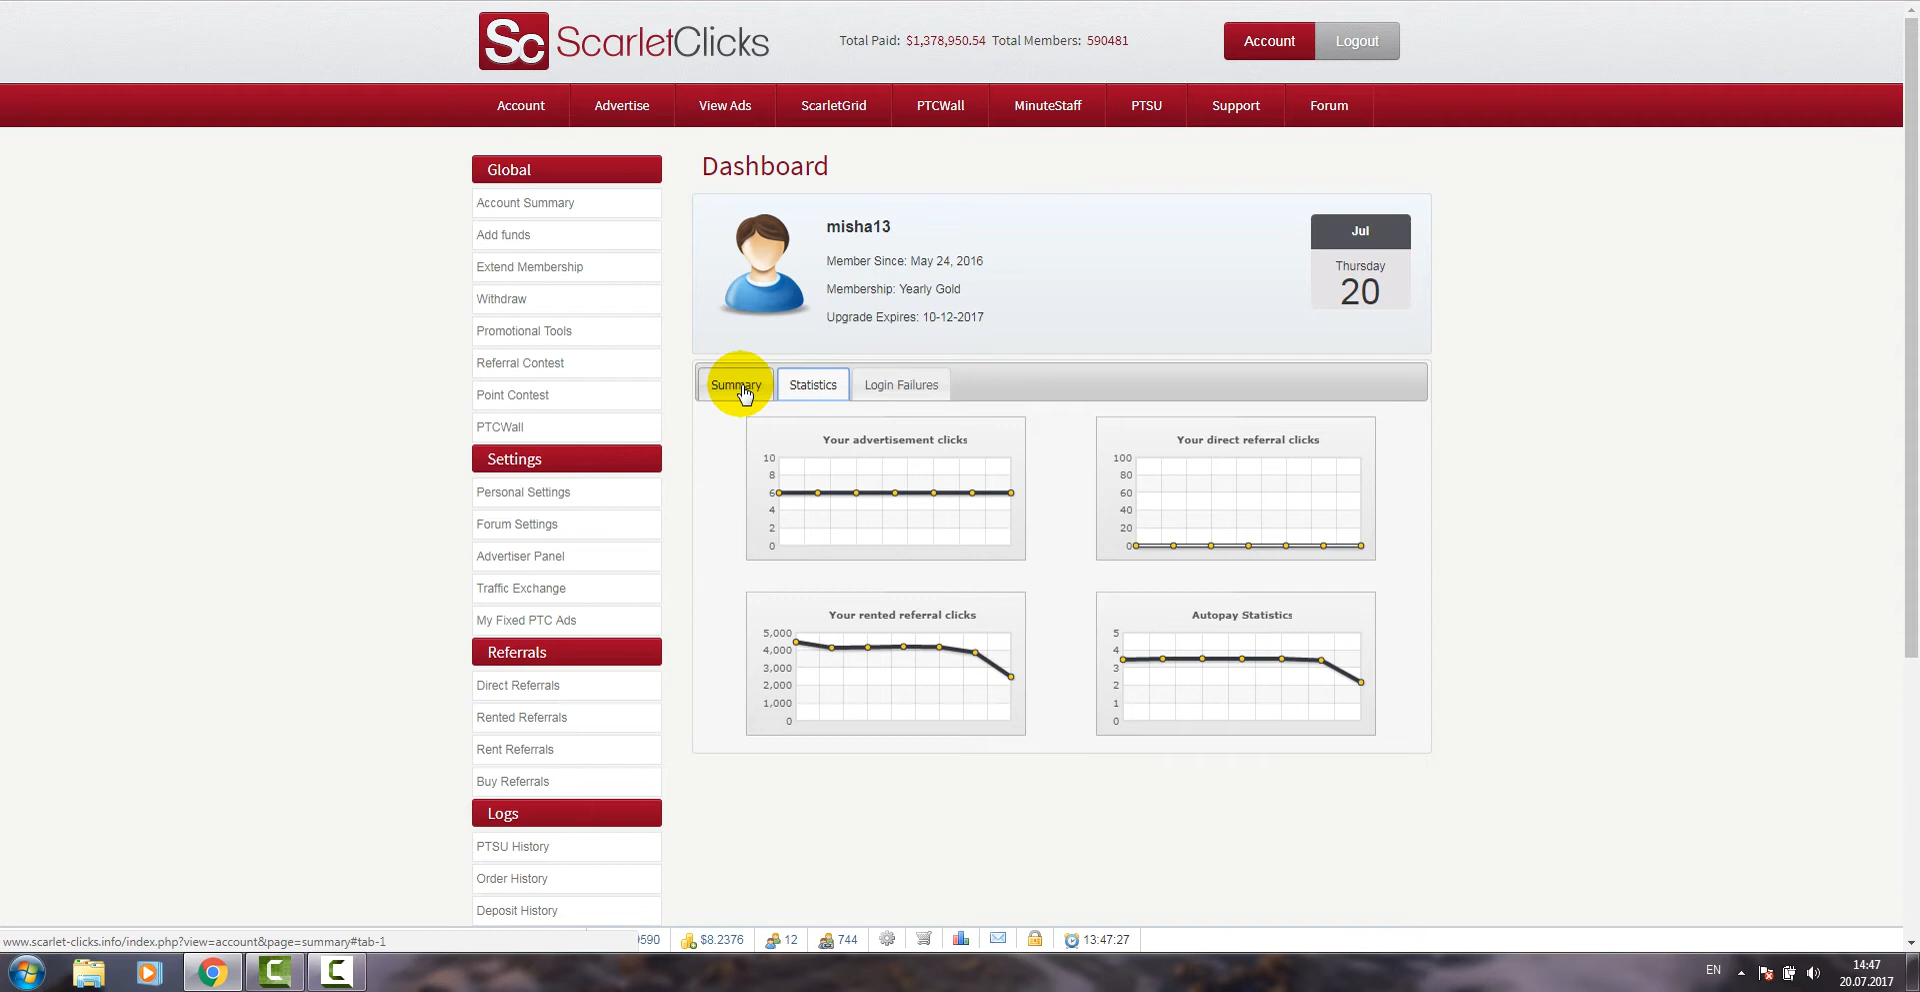 Sc ScarletClicks
Total Paid: $1,378,950.54 Total Members: 590481
Account Logout
Account Advertise View Ads ScarletGrid PTCWall MinuteStaff PTSU Support Forum
Global
Account Summary
Add funds
Extend Membership
Withdraw
Promotional Tools
Referral Contest
Point Contest
PTCWall
Settings
Personal Settings
Forum Settings
Advertiser Panel
Traffic Exchange
My Fixed PTC Ads
Referrals
Direct Referrals
Rented Referrals
Rent Referrals
Buy Referrals
Logs
PTSU History
Order History
Deposit History
Dashboard
misha13
Member Since: May 24, 2016
Membership: Yearly Gold
Upgrade Expires: 10-12-2017
Jul
Thursday
20
Summary Statistics Login Failures
Your advertisement clicks
10
8
6
4
2
0
Your direct referral clicks
100
80
60
40
20
0
Your rented referral clicks
5,000
4,000
3,000
2,000
1,000
0
Autopay Statistics
5
4
3
2
1
0
www.scarlet-clicks.info/index.php?view=account&page=summary#tab-1
9590 $8.2376 12 744 13:47:27
EN 14:47
20.07.2017